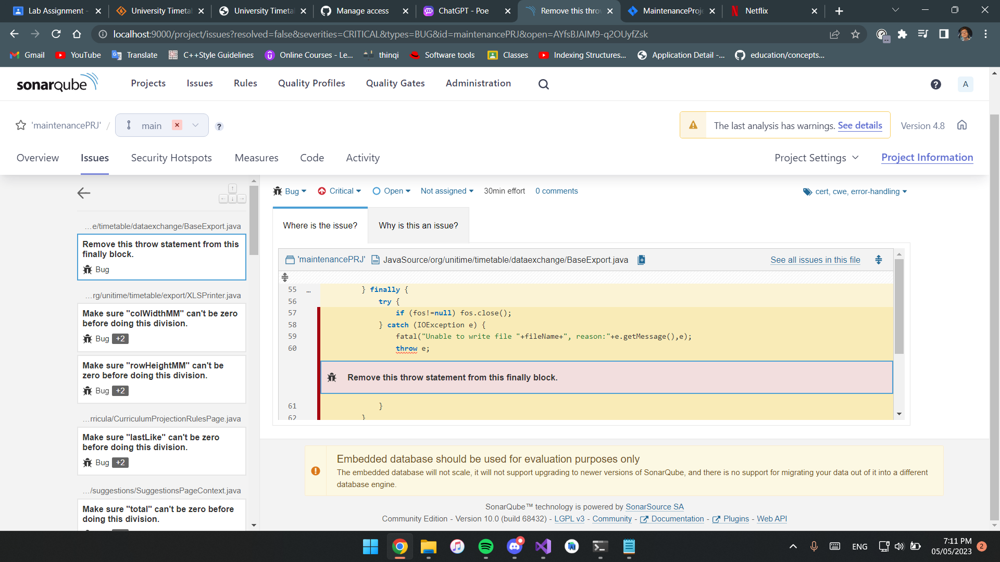 Lab Assignment -
University Timetal
University Timetal
Manage access
ChatGPT - Poe
Remove this throw
MaintenanceProje
Netflix
localhost:9000/project/issues?resolved=false&severities=CRITICAL&types=BUG&id=maintenancePRJ&open=AYfsBJAIM9-q2OUyfZsk
Gmail
YouTube
Translate
C++Style Guidelines
Online Courses - Le...
thinqi
Software tools
Classes
Indexing Structures...
Application Detail -...
education/concepts...
sonarqube
Projects
Issues
Rules
Quality Profiles
Quality Gates
Administration
A
'maintenancePRJ' /
main
The last analysis has warnings. See details
Version 4.8
Overview
Issues
Security Hotspots
Measures
Code
Activity
Project Settings
Project Information
…e/timetable/dataexchange/BaseExport.java
Remove this throw statement from this
finally block.
Bug
…rg/unitime/timetable/export/XLSPrinter.java
Make sure "colWidthMM" can't be zero
before doing this division.
Bug +2
Make sure "rowHeightMM" can't be
zero before doing this division.
Bug +2
…rricula/CurriculumProjectionRulesPage.java
Make sure "lastLike" can't be zero
before doing this division.
Bug +2
…/suggestions/SuggestionsPageContext.java
Make sure "total" can't be zero before
doing this division.
Bug
Critical
Open
Not assigned
30min effort
0 comments
cert, cwe, error-handling
Where is the issue?
Why is this an issue?
'maintenancePRJ'
JavaSource/org/unitime/timetable/dataexchange/BaseExport.java
See all issues in this file
55 … } finally {
56 try {
57 if (fos!=null) fos.close();
58 } catch (IOException e) {
59 fatal("Unable to write file "+fileName+", reason:"+e.getMessage(),e);
60 throw e;
Remove this throw statement from this finally block.
61 }
62 }
Embedded database should be used for evaluation purposes only
The embedded database will not scale, it will not support upgrading to newer versions of SonarQube, and there is no support for migrating your data out of it into a different
database engine.
SonarQube™ technology is powered by SonarSource SA
Community Edition - Version 10.0 (build 68432) - LGPL v3 - Community - Documentation - Plugins - Web API
ENG
7:11 PM
05/05/2023
2